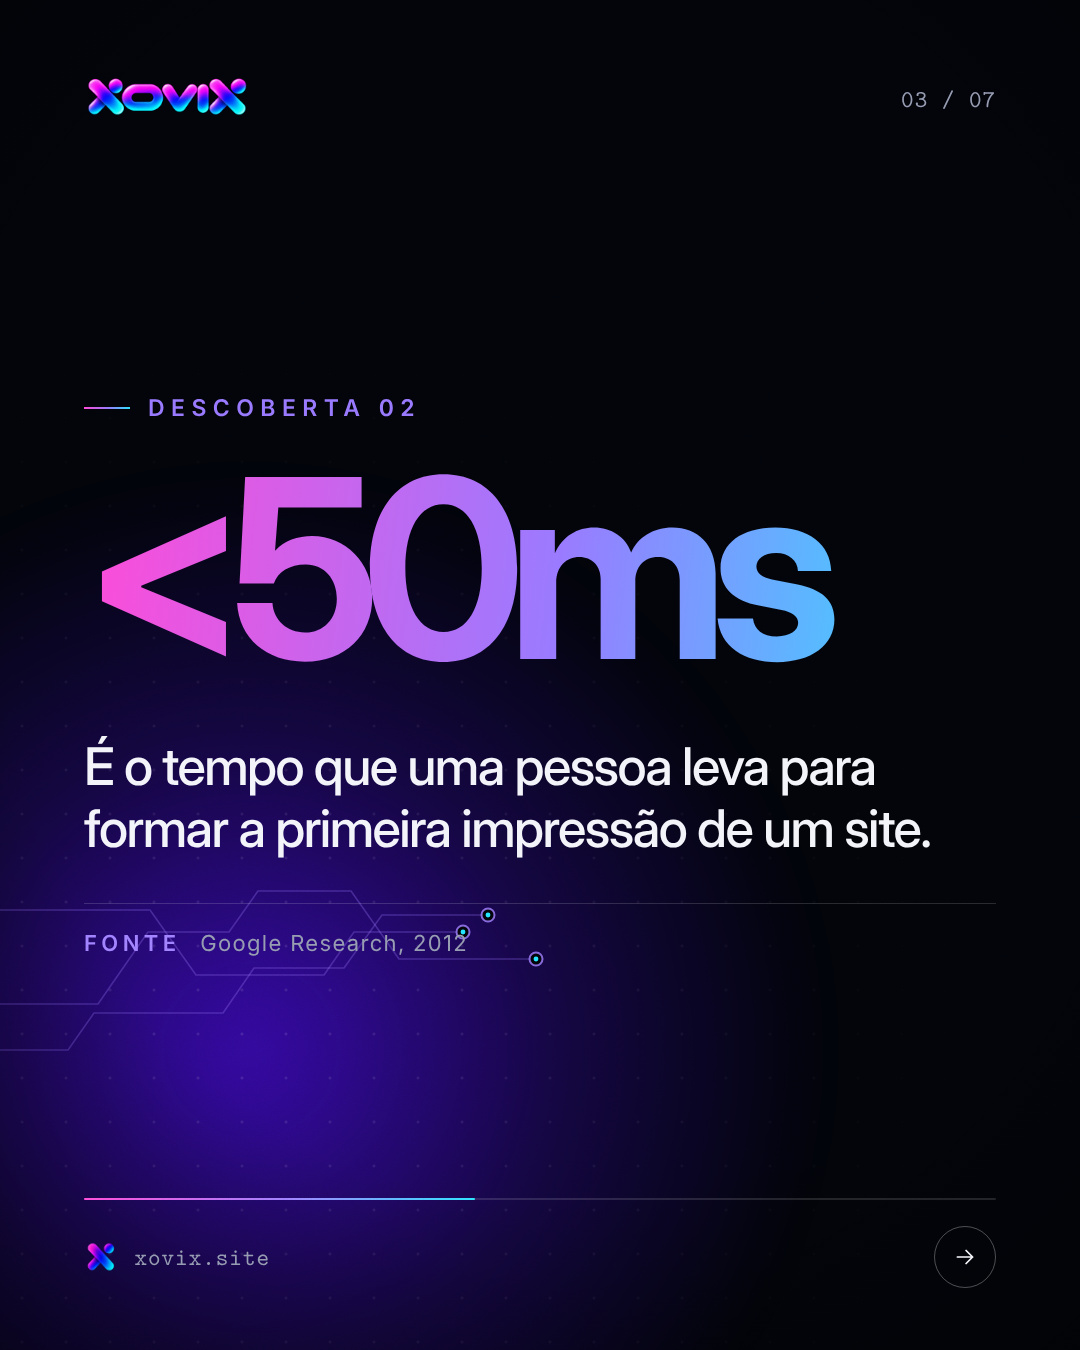 XOVIX
03 / 07
DESCOBERTA 02
<50ms
É o tempo que uma pessoa leva para
formar a primeira impressão de um site.
FONTE Google Research, 2012
xovix.site